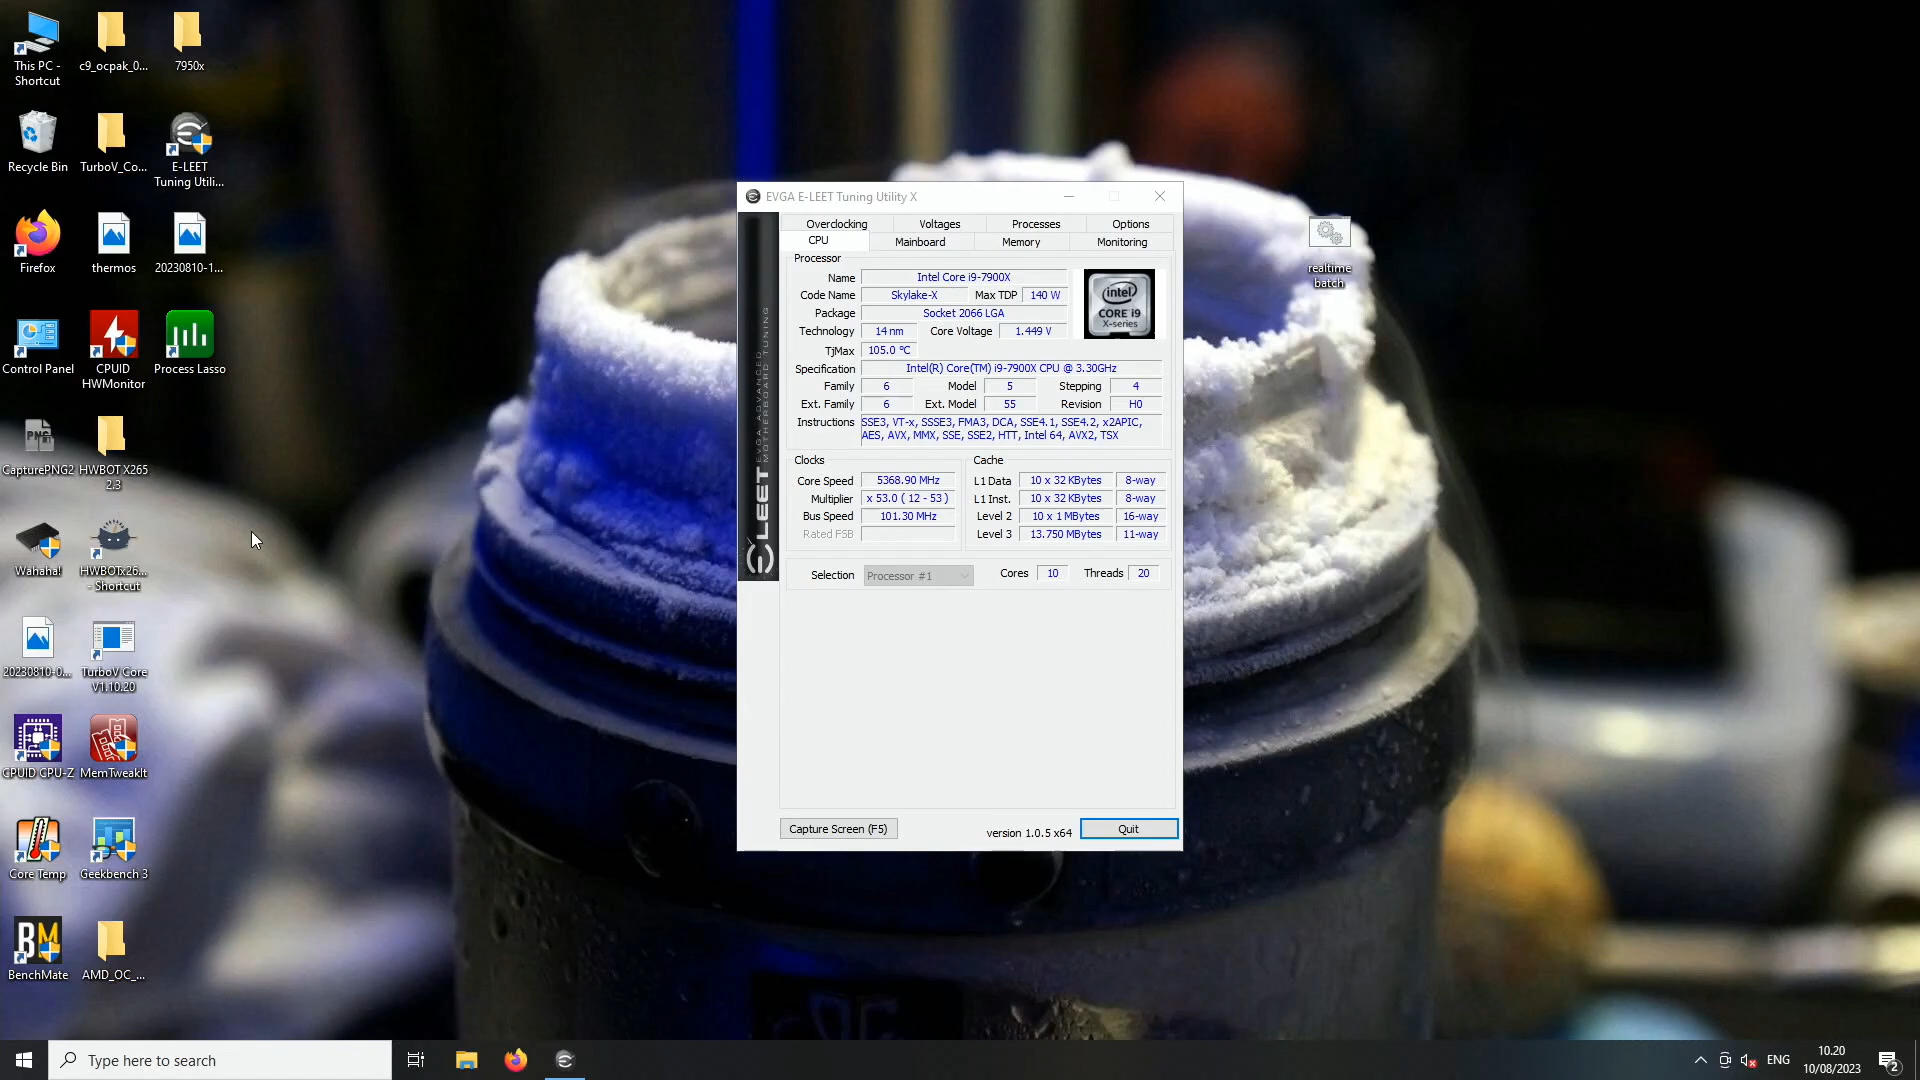 This PC -
Shortcut
c9_ocpak_0...
7950x
Recycle Bin
TurboV_Co...
E-LEET
Tuning Utili...
Firefox
thermos
20230810-1...
Control Panel
CPUID
HWMonitor
Process Lasso
PNG
CapturePNG2
HWBOT X265
2.3
Wahaha!
HWBOTx26...
- Shortcut
20230810-0...
TurboV Core
V1.10.20
CPUID CPU-Z
MemTweakIt
Core Temp
Geekbench 3
BM
BenchMate
AMD_OC_...
realtime
batch
EVGA E-LEET Tuning Utility X
Overclocking Voltages Processes Options
CPU Mainboard Memory Monitoring
ELEET EVGA ADVANCED
MOTHERBOARD TUNING
Processor
Name Intel Core i9-7900X
Code Name Skylake-X Max TDP 140 W
Package Socket 2066 LGA
Technology 14 nm Core Voltage 1.449 V
TjMax 105.0 °C
intel
CORE i9
X-series
Specification Intel(R) Core(TM) i9-7900X CPU @ 3.30GHz
Family 6 Model 5 Stepping 4
Ext. Family 6 Ext. Model 55 Revision H0
Instructions SSE3, VT-x, SSSE3, FMA3, DCA, SSE4.1, SSE4.2, x2APIC,
AES, AVX, MMX, SSE, SSE2, HTT, Intel 64, AVX2, TSX
Clocks
Core Speed 5368.90 MHz
Multiplier x 53.0 ( 12 - 53 )
Bus Speed 101.30 MHz
Rated FSB
Cache
L1 Data 10 x 32 KBytes 8-way
L1 Inst. 10 x 32 KBytes 8-way
Level 2 10 x 1 MBytes 16-way
Level 3 13.750 MBytes 11-way
Selection Processor #1 Cores 10 Threads 20
Capture Screen (F5) version 1.0.5 x64 Quit
Type here to search
ENG
10.20
10/08/2023
2